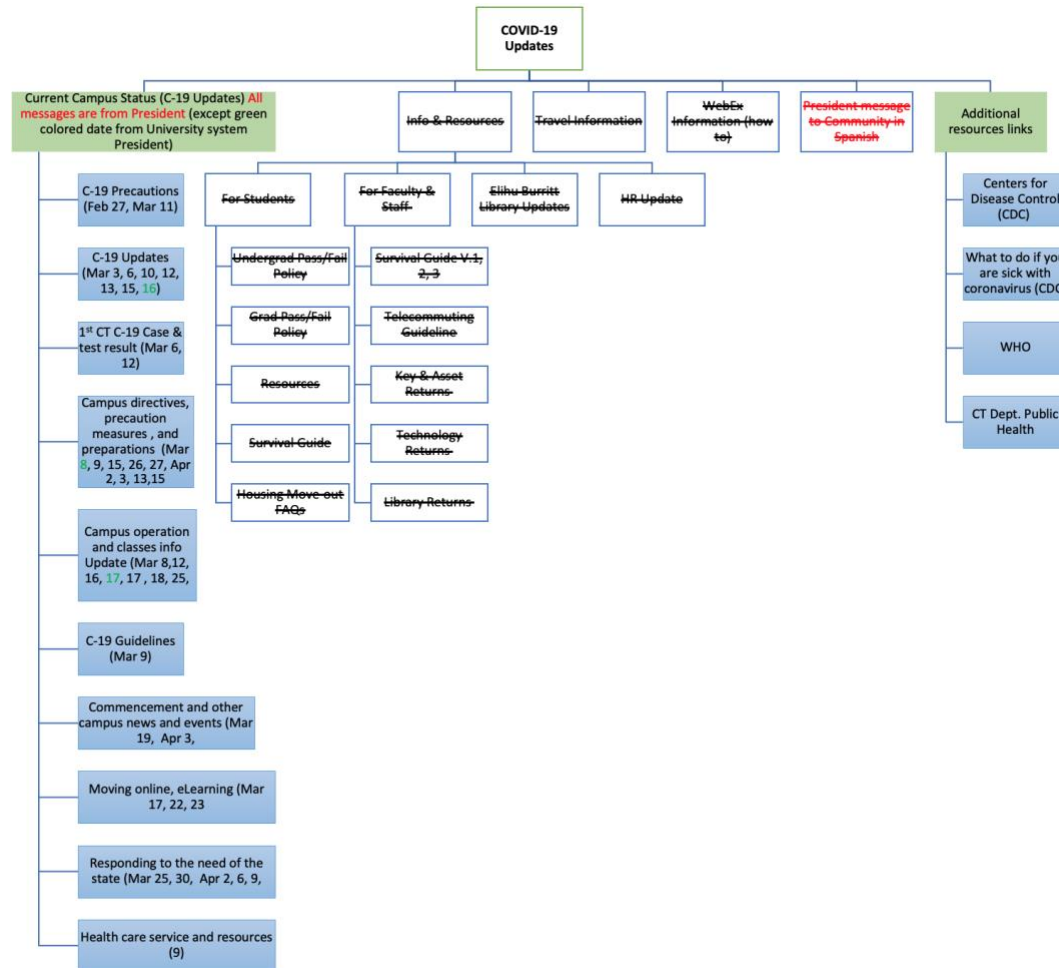 COVID-19
Updates
Current Campus Status (C-19 Updates) All
messages are from President (except green
colored date from University system
President)
Info & Resources
Travel Information
WebEx
Information (how
to)
President message
to Community in
Spanish
Additional
resources links
C-19 Precautions
(Feb 27, Mar 11)
C-19 Updates
(Mar 3, 6, 10, 12,
13, 15, 16)
1st CT C-19 Case &
test result (Mar 6,
12)
Campus directives,
precaution
measures , and
preparations (Mar
8, 9, 15, 26, 27, Apr
2, 3, 13,15
Campus operation
and classes info
Update (Mar 8,12,
16, 17, 17 , 18, 25,
C-19 Guidelines
(Mar 9)
Commencement and other
campus news and events (Mar
19, Apr 3,
Moving online, eLearning (Mar
17, 22, 23
Responding to the need of the
state (Mar 25, 30, Apr 2, 6, 9,
Health care service and resources
(9)
For Students
Undergrad Pass/Fail
Policy
Grad Pass/Fail
Policy
Resources
Survival Guide
Housing Move-out
FAQs
For Faculty &
Staff
Survival Guide V.1,
2, 3
Telecommuting
Guideline
Key & Asset
Returns
Technology
Returns
Library Returns
Elihu Burritt
Library Updates
HR Update
Centers for
Disease Control
(CDC)
What to do if you
are sick with
coronavirus (CDC
WHO
CT Dept. Public
Health